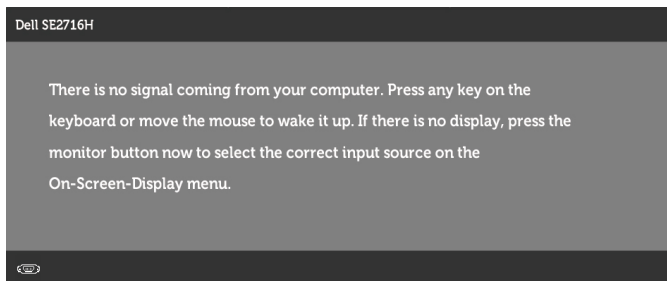 Dell SE2716H
There is no signal coming from your computer. Press any key on the
keyboard or move the mouse to wake it up. If there is no display, press the
monitor button now to select the correct input source on the
On-Screen-Display menu.